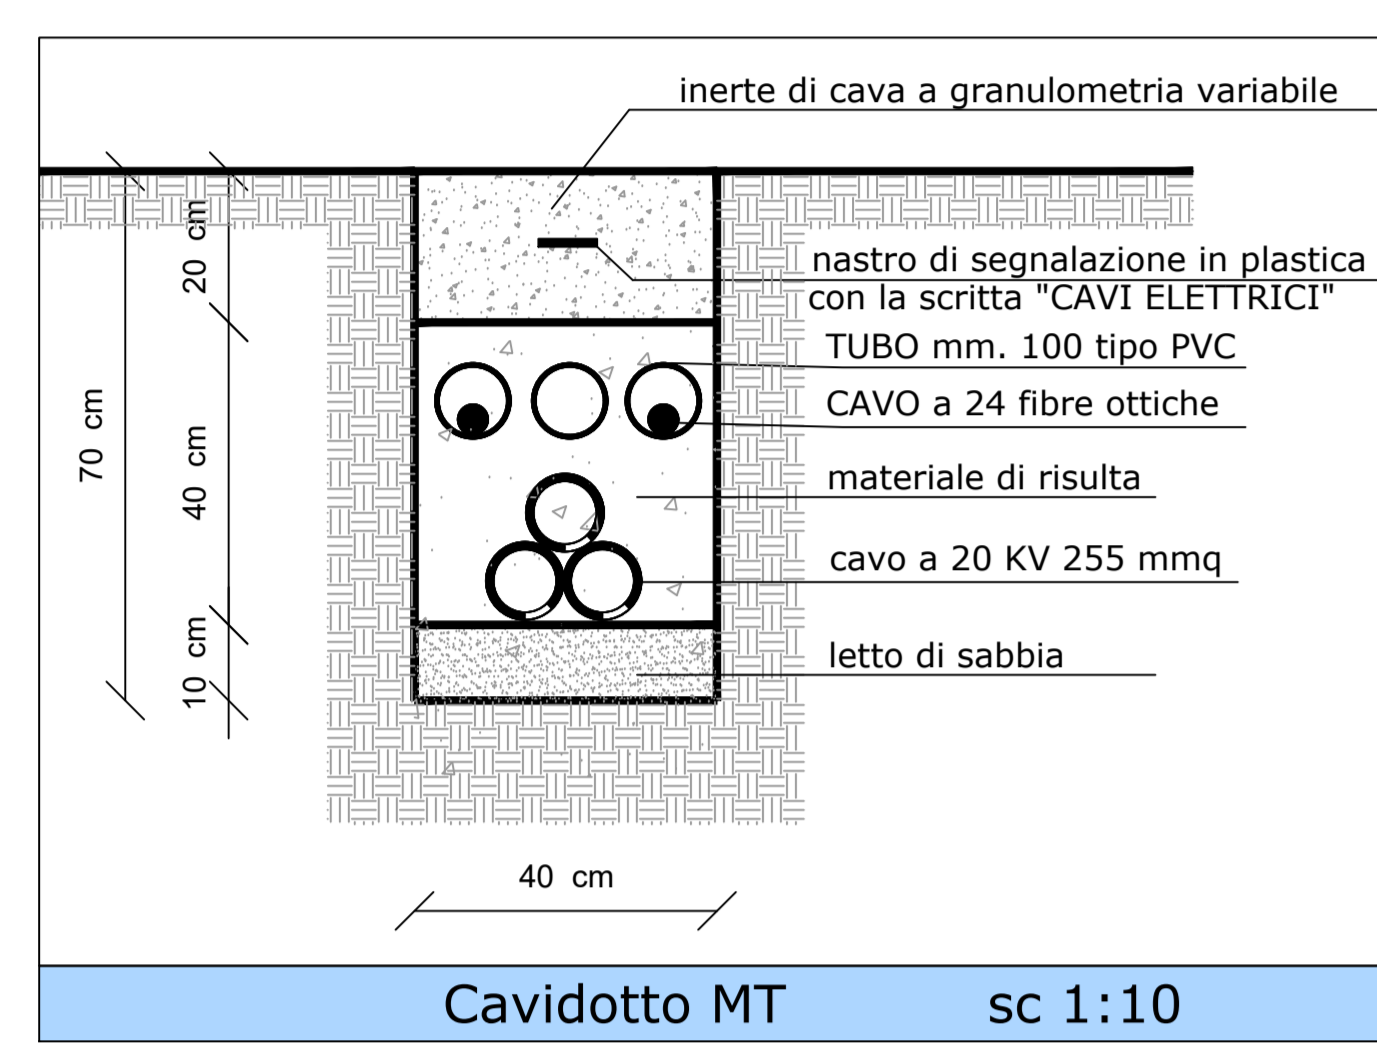 inerte di cava a granulometria variabile
20 cm
nastro di segnalazione in plastica
con la scritta "CAVI ELETTRICI"
TUBO mm. 100 tipo PVC
CAVO a 24 fibre ottiche
70 cm
40 cm
materiale di risulta
cavo a 20 KV 255 mmq
10 cm
letto di sabbia
40 cm
Cavidotto MT sc 1:10